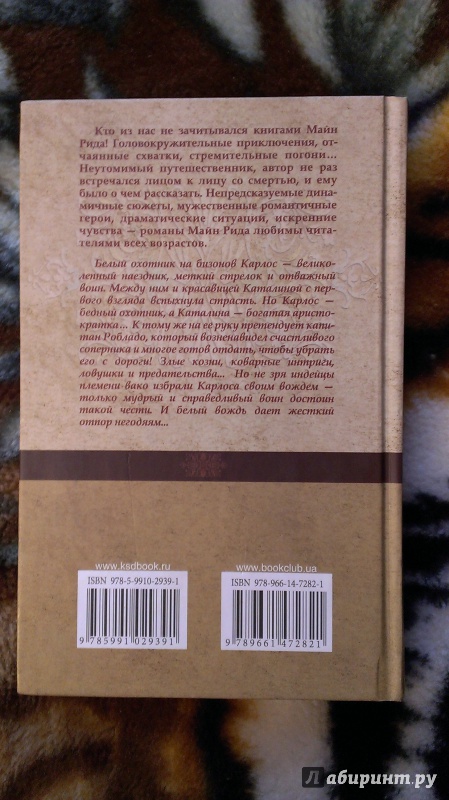 Кто из нас не зачитывался книгами Майн
Рида! Головокружительные приключения, от-
чаянные схватки, стремительные погони...
Неутомимый путешественник, автор не раз
встречался лицом к лицу со смертью, и ему
было о чем рассказать. Непредсказуемые дина-
мичные сюжеты, мужественные романтичные
герои, драматические ситуации, искренние
чувства — романы Майн Рида любимы чита-
телями всех возрастов.
Белый охотник на бизонов Карлос — велико-
лепный наездник, меткий стрелок и отважный
воин. Между ним и красавицей Каталиной с пер-
вого взгляда вспыхнула страсть. Но Карлос —
бедный охотник, а Каталина — богатая аристо-
кратка... К тому же на ее руку претендует капи-
тан Робладо, который возненавидел счастливого
соперника и многое готов отдать, чтобы убрать
его с дороги! Злые козни, коварные интриги,
ловушки и предательства... Но не зря индейцы
племени вако избрали Карлоса своим вождем —
только мудрый и справедливый воин достоин
такой чести. И белый вождь дает жесткий
отпор негодяям...
www.ksdbook.ru
ISBN 978-5-9910-2939-1
9 785991 029391
www.bookclub.ua
ISBN 978-966-14-7282-1
9 789661 472821
Лабиринт.ру